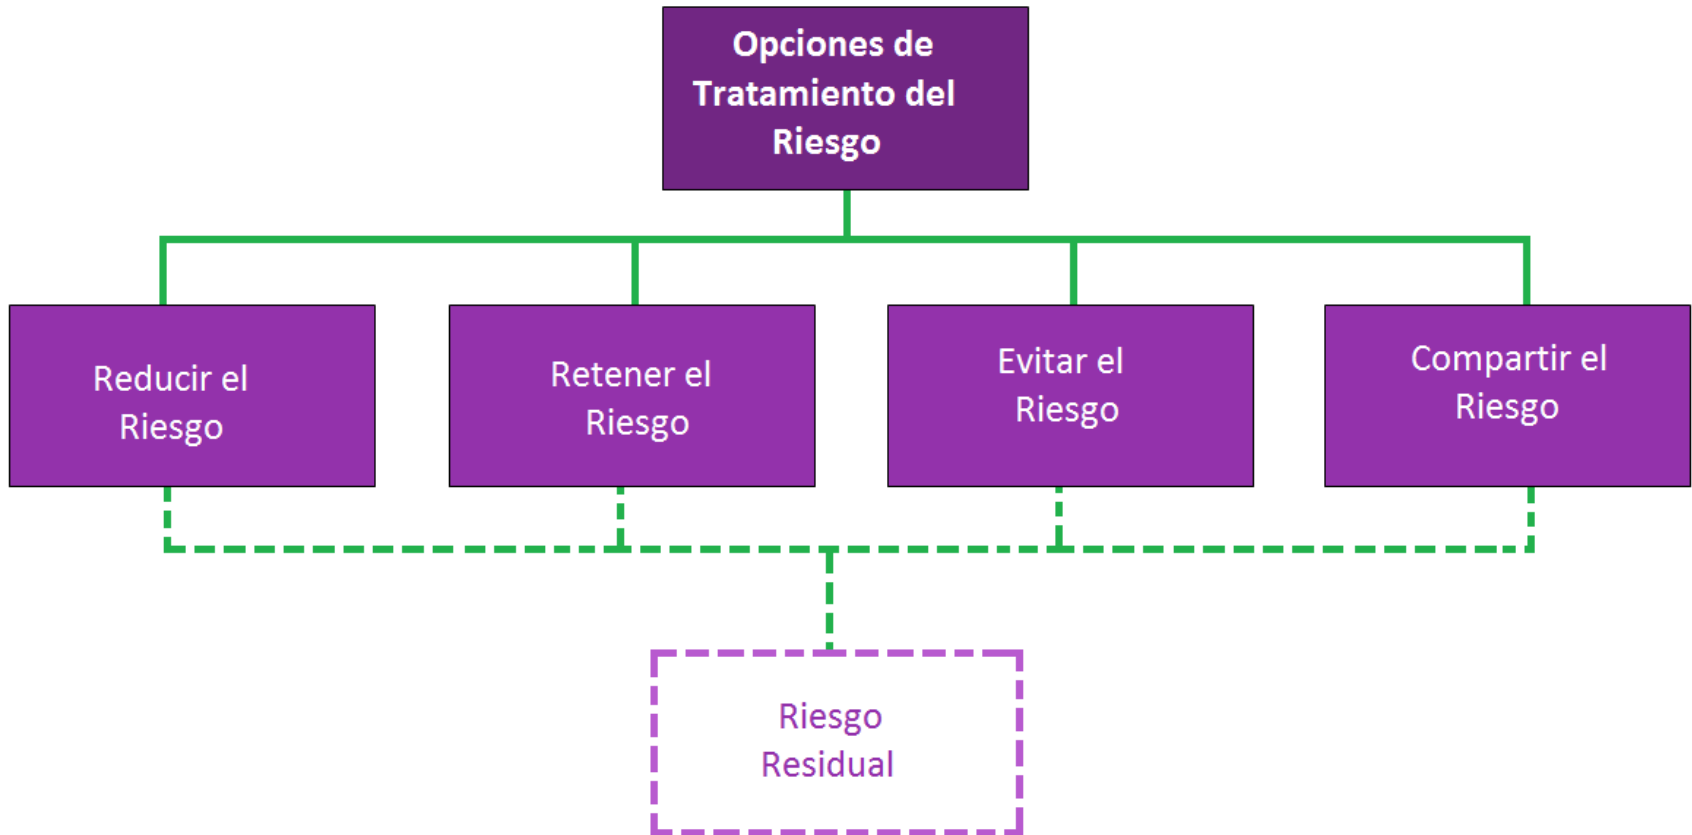 Opciones de
Tratamiento del
Riesgo
Reducir el
Riesgo
Retener el
Riesgo
Evitar el
Riesgo
Compartir el
Riesgo
Riesgo
Residual